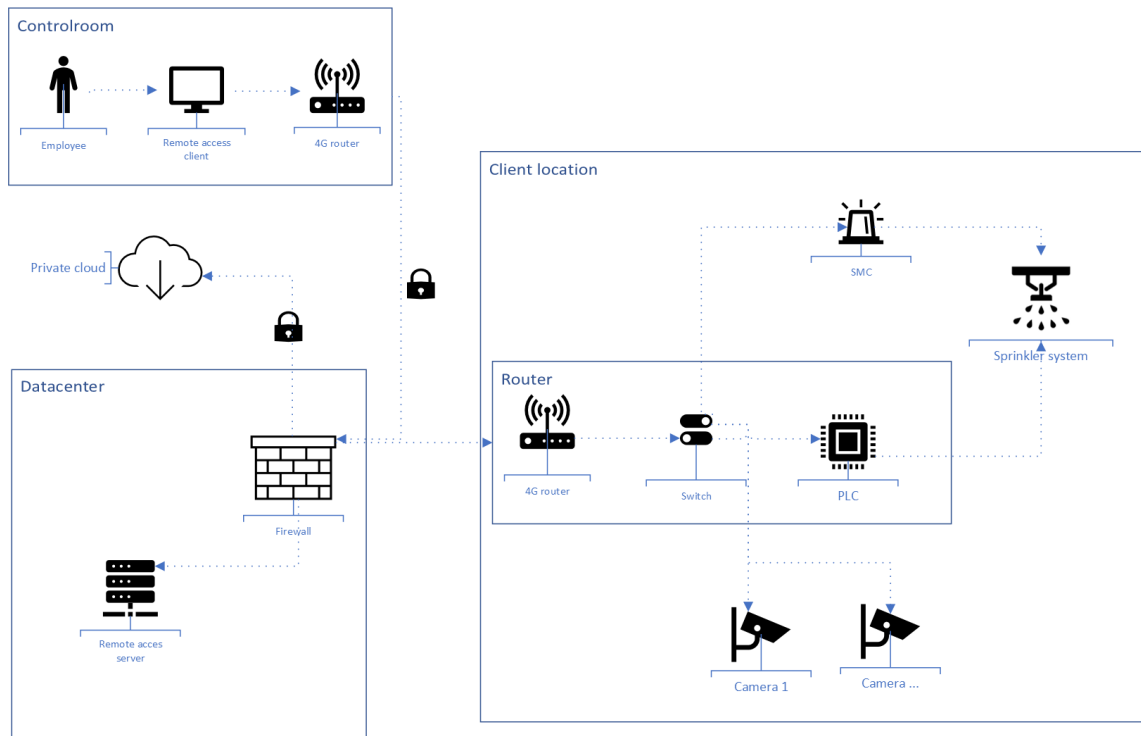 Controlroom
Employee
Remote access
client
4G router
Private cloud
Datacenter
Firewall
Remote acces
server
Client location
SMC
Sprinkler system
Router
4G router
Switch
PLC
Camera 1
Camera ...